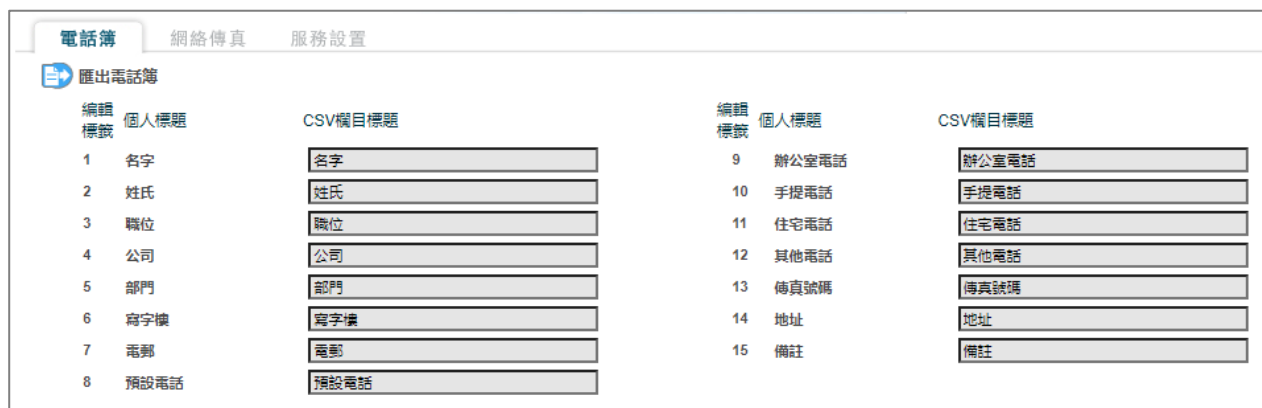 電話簿 網絡傳真 服務設置
匯出電話簿
編輯標籤 個人標題 CSV欄目標題
1 名字 名字
2 姓氏 姓氏
3 職位 職位
4 公司 公司
5 部門 部門
6 寫字樓 寫字樓
7 電郵 電郵
8 預設電話 預設電話
編輯標籤 個人標題 CSV欄目標題
9 辦公室電話 辦公室電話
10 手提電話 手提電話
11 住宅電話 住宅電話
12 其他電話 其他電話
13 傳真號碼 傳真號碼
14 地址 地址
15 備註 備註